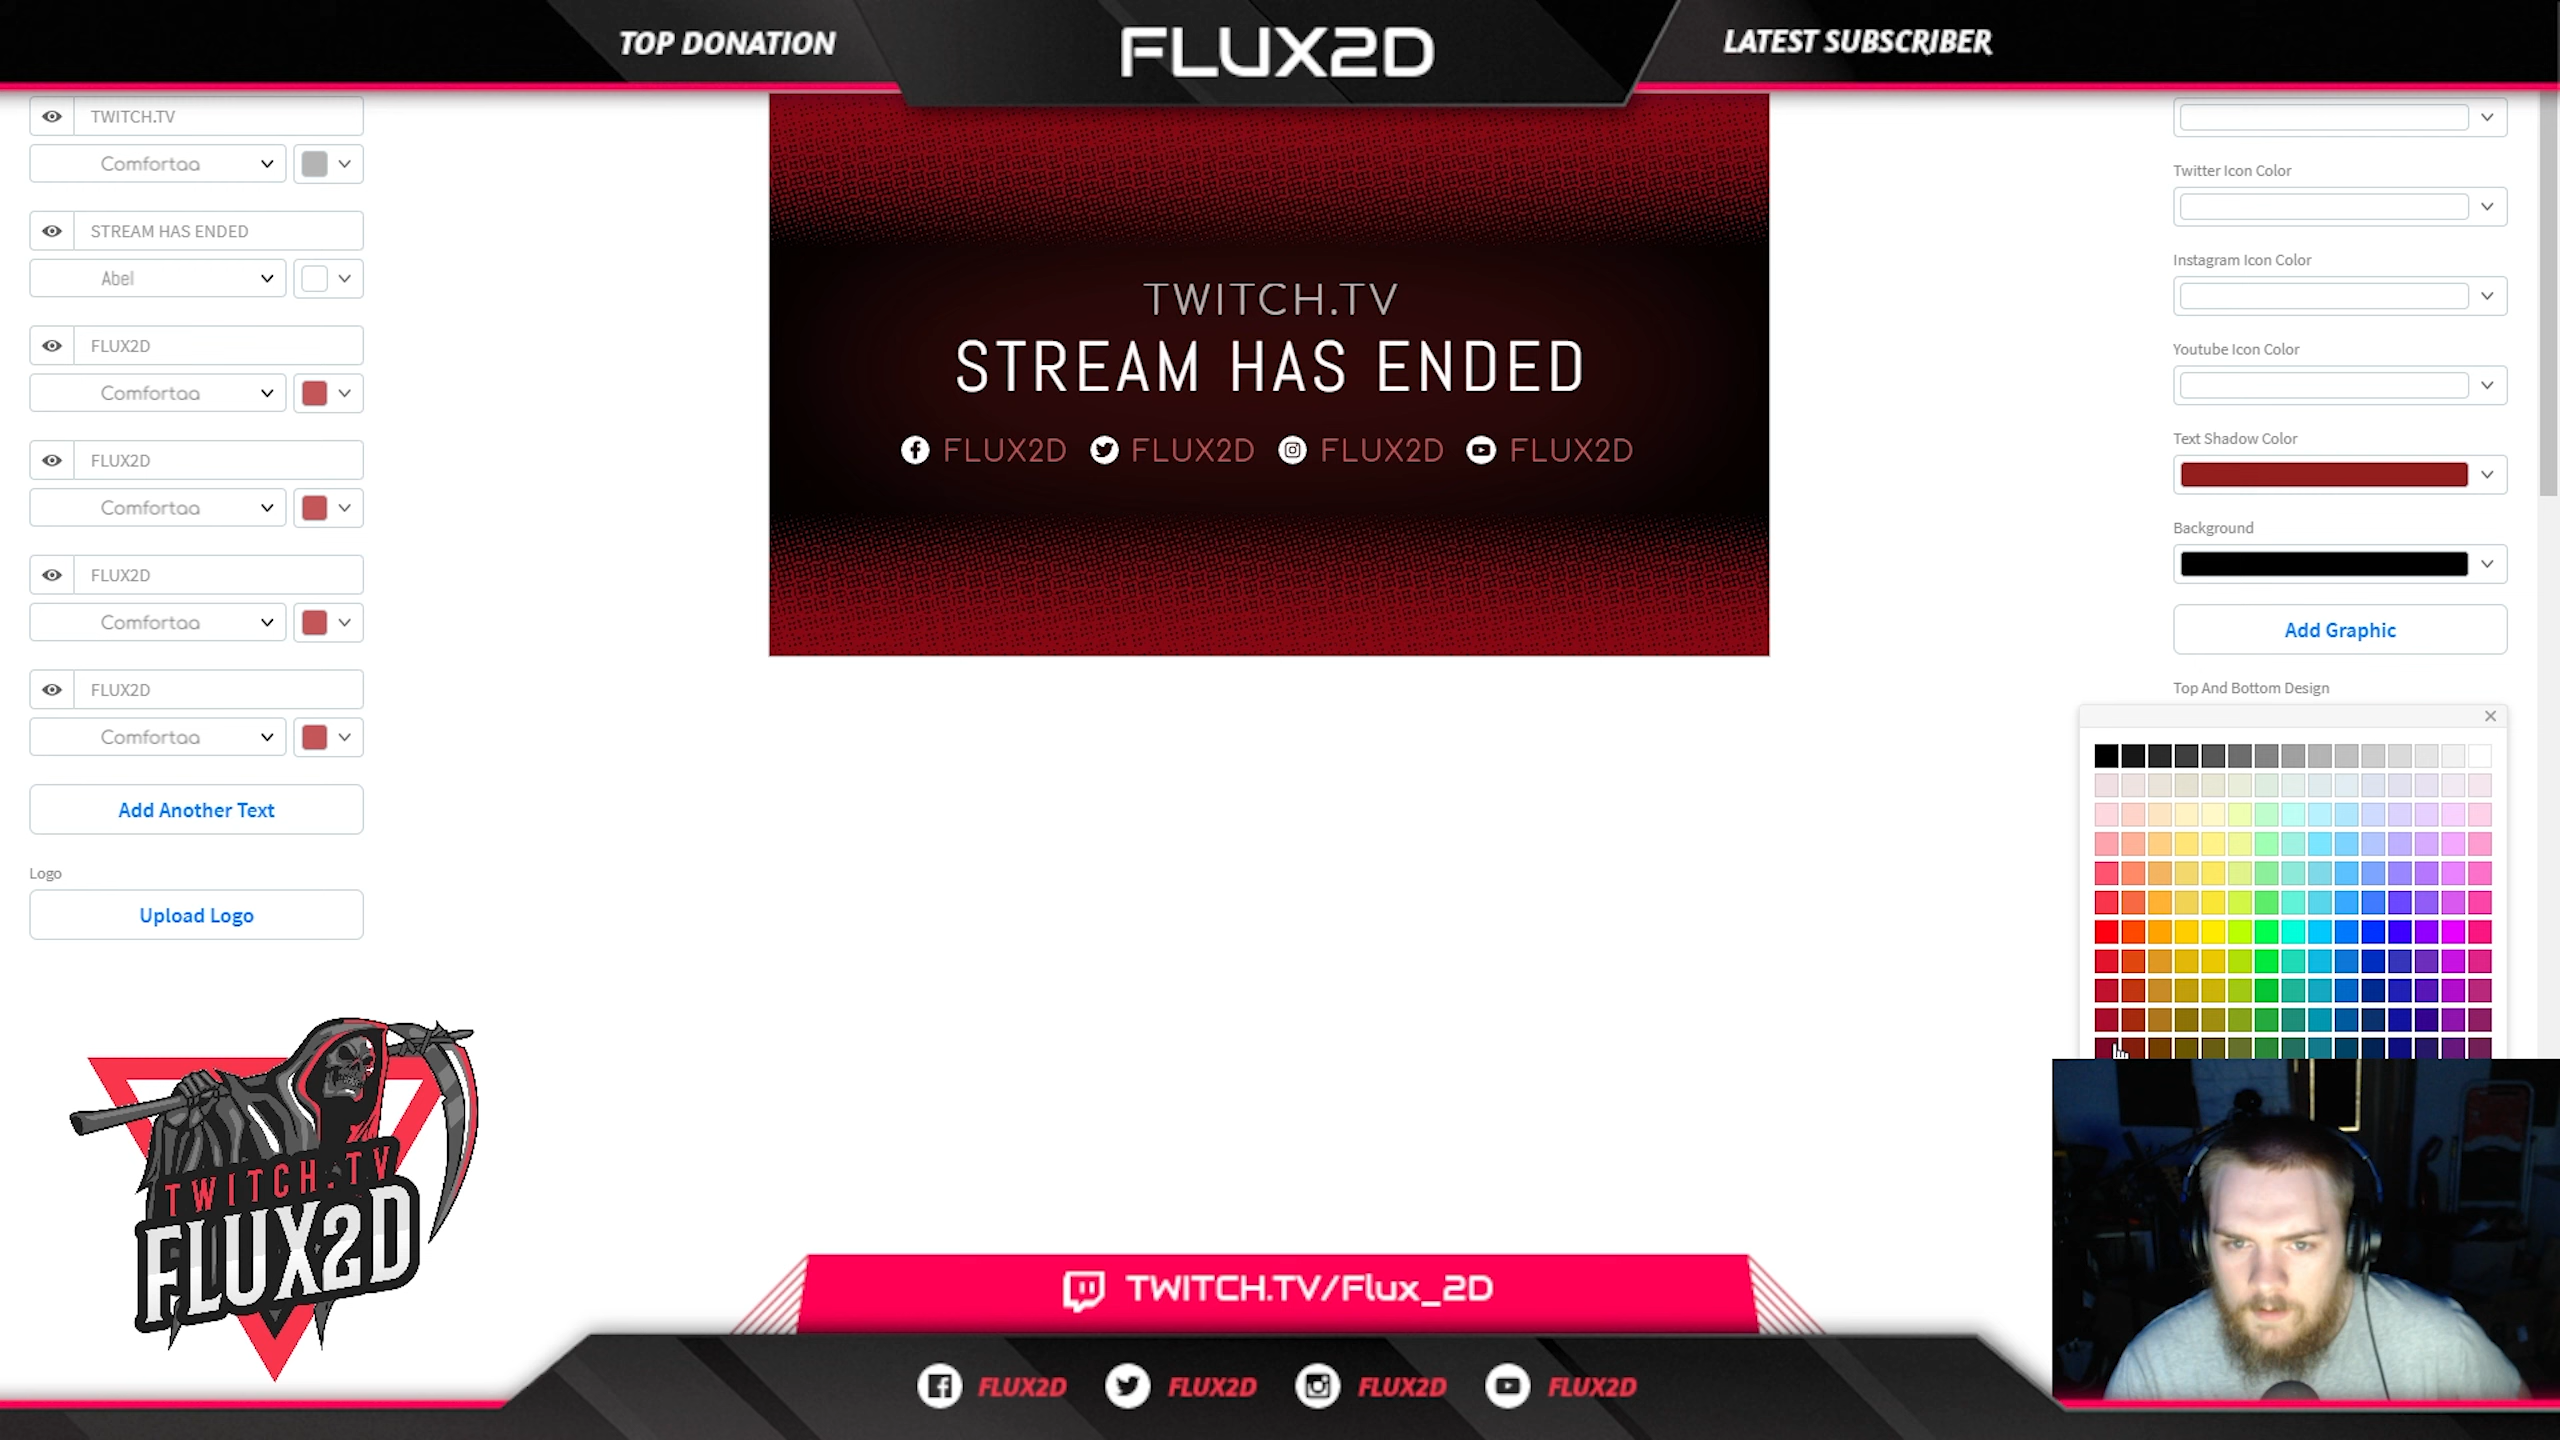 TOP DONATION
FLUX2D
LATEST SUBSCRIBER
TWITCH.TV
Comfortaa
STREAM HAS ENDED
Abel
FLUX2D
Comfortaa
FLUX2D
Comfortaa
FLUX2D
Comfortaa
FLUX2D
Comfortaa
Add Another Text
Logo
Upload Logo
TWITCH.TV
STREAM HAS ENDED
FLUX2D FLUX2D FLUX2D FLUX2D
Twitter Icon Color
Instagram Icon Color
Youtube Icon Color
Text Shadow Color
Background
Add Graphic
Top And Bottom Design
TWITCH.TV
FLUX2D
TWITCH.TV/Flux_2D
FLUX2D FLUX2D FLUX2D FLUX2D